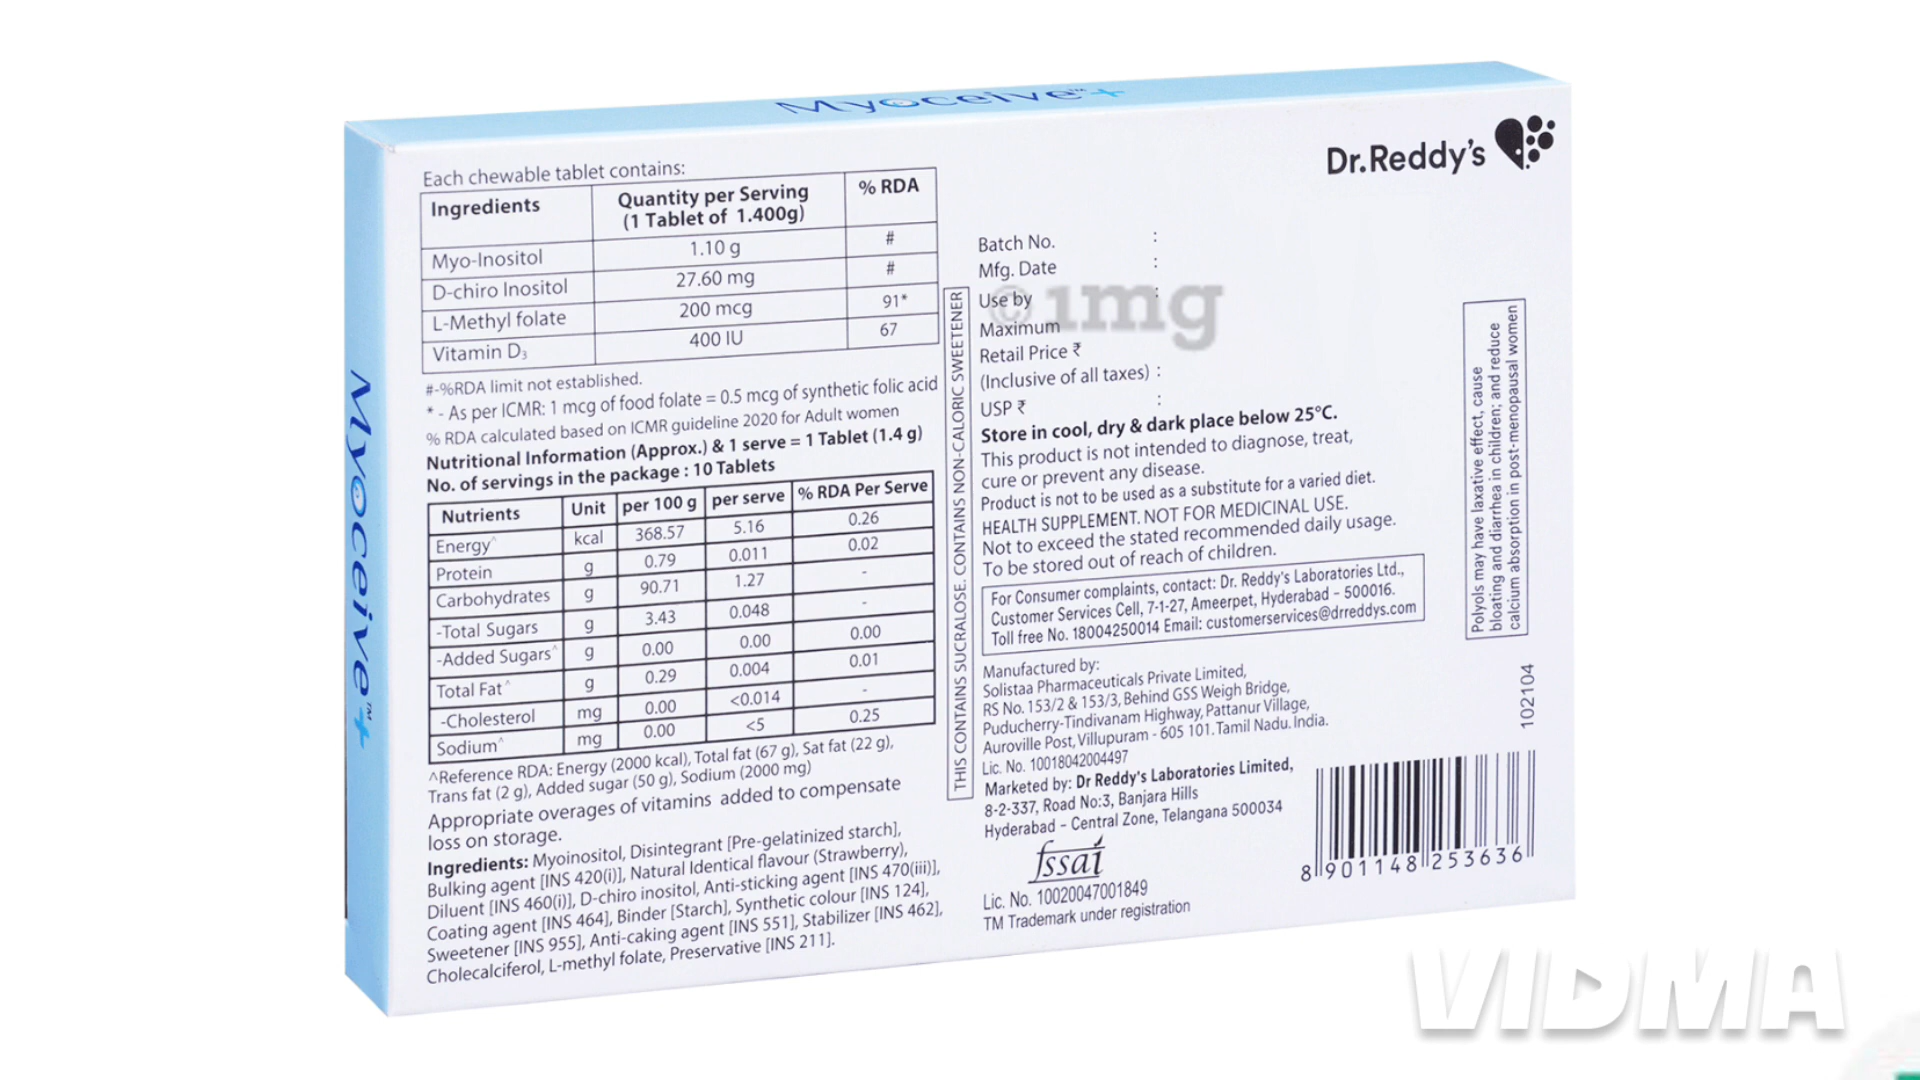 Myoceive™+
Myoceive™+
Dr.Reddy's
Each chewable tablet contains:
Ingredients Quantity per Serving (1 Tablet of 1.400g) % RDA
Myo-Inositol 1.10 g #
D-chiro Inositol 27.60 mg #
L-Methyl folate 200 mcg 91*
Vitamin D3 400 IU 67
#-%RDA limit not established.
* - As per ICMR: 1 mcg of food folate = 0.5 mcg of synthetic folic acid
% RDA calculated based on ICMR guideline 2020 for Adult women
Nutritional Information (Approx.) & 1 serve = 1 Tablet (1.4 g)
No. of servings in the package : 10 Tablets
Nutrients Unit per 100 g per serve % RDA Per Serve
Energy^ kcal 368.57 5.16 0.26
Protein g 0.79 0.011 0.02
Carbohydrates g 90.71 1.27 -
-Total Sugars g 3.43 0.048 -
-Added Sugars^ g 0.00 0.00 0.00
Total Fat^ g 0.29 0.004 0.01
-Cholesterol mg 0.00 <0.014 -
Sodium^ mg 0.00 <5 0.25
^Reference RDA: Energy (2000 kcal), Total fat (67 g), Sat fat (22 g),
Trans fat (2 g), Added sugar (50 g), Sodium (2000 mg)
Appropriate overages of vitamins added to compensate
loss on storage.
Ingredients: Myoinositol, Disintegrant [Pre-gelatinized starch],
Bulking agent [INS 420(i)], Natural Identical flavour (Strawberry),
Diluent [INS 460(i)], D-chiro inositol, Anti-sticking agent [INS 470(iii)],
Coating agent [INS 464], Binder [Starch], Synthetic colour [INS 124],
Sweetener [INS 955], Anti-caking agent [INS 551], Stabilizer [INS 462],
Cholecalciferol, L-methyl folate, Preservative [INS 211].
THIS CONTAINS SUCRALOSE. CONTAINS NON-CALORIC SWEETENER
Batch No. :
Mfg. Date :
Use by :
© 1mg
Maximum
Retail Price ₹
(Inclusive of all taxes) :
USP ₹ :
Store in cool, dry & dark place below 25°C.
This product is not intended to diagnose, treat,
cure or prevent any disease.
Product is not to be used as a substitute for a varied diet.
HEALTH SUPPLEMENT. NOT FOR MEDICINAL USE.
Not to exceed the stated recommended daily usage.
To be stored out of reach of children.
For Consumer complaints, contact: Dr. Reddy's Laboratories Ltd.,
Customer Services Cell, 7-1-27, Ameerpet, Hyderabad - 500016.
Toll free No. 18004250014 Email: customerservices@drreddys.com
Manufactured by:
Solistaa Pharmaceuticals Private Limited,
RS No. 153/2 & 153/3, Behind GSS Weigh Bridge,
Puducherry-Tindivanam Highway, Pattanur Village,
Auroville Post, Villupuram - 605 101. Tamil Nadu. India.
Lic. No. 10018042004497
Marketed by: Dr Reddy's Laboratories Limited,
8-2-337, Road No:3, Banjara Hills
Hyderabad - Central Zone, Telangana 500034
fssai
Lic. No. 10020047001849
TM Trademark under registration
Polyols may have laxative effect, cause
bloating and diarrhea in children; and reduce
calcium absorption in post-menopausal women
102104
8 901148 253636
VIDMA